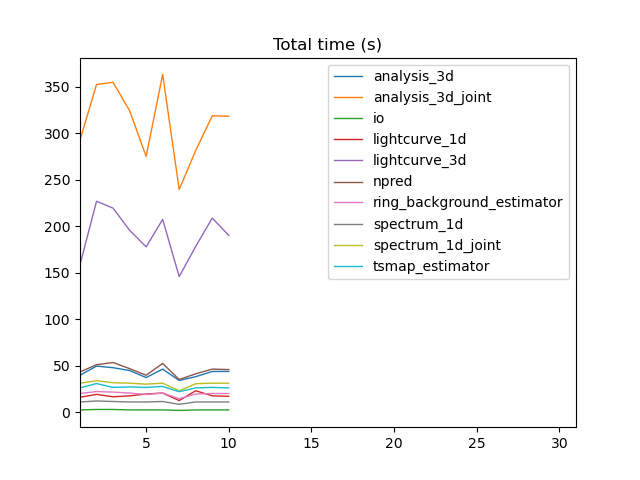 Total time (s)
350
300
250
200
150
100
50
0
5 10 15 20 25 30
analysis_3d
analysis_3d_joint
io
lightcurve_1d
lightcurve_3d
npred
ring_background_estimator
spectrum_1d
spectrum_1d_joint
tsmap_estimator